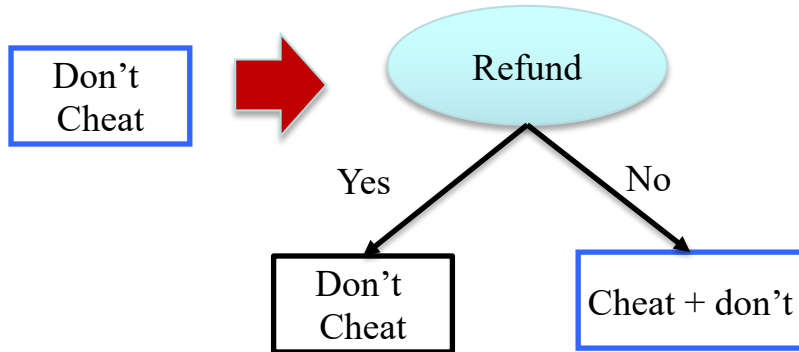 Don’t
Cheat
Refund
Yes
No
Don’t
Cheat
Cheat + don’t